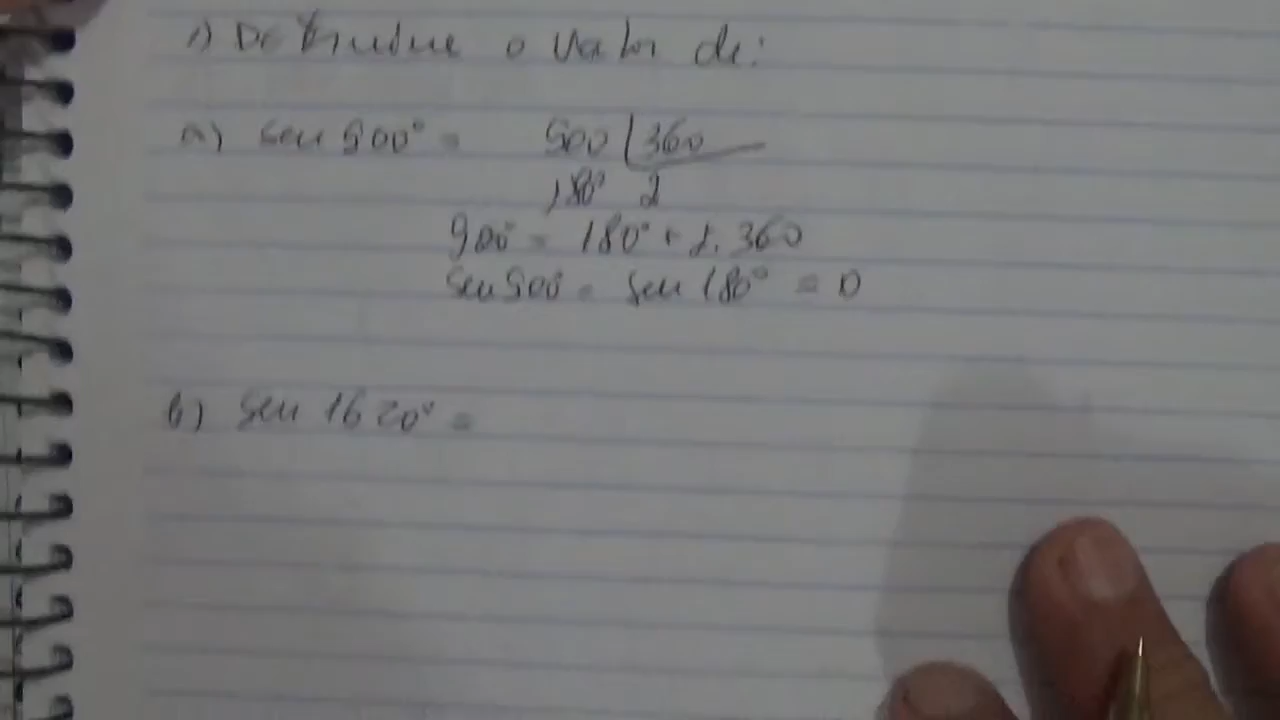 1) Determine o valor de:
a) sen 900° = 900 | 360
180° 2
900° = 180° + 2.360
sen 900° = sen 180° = 0
b) sen 1620° =